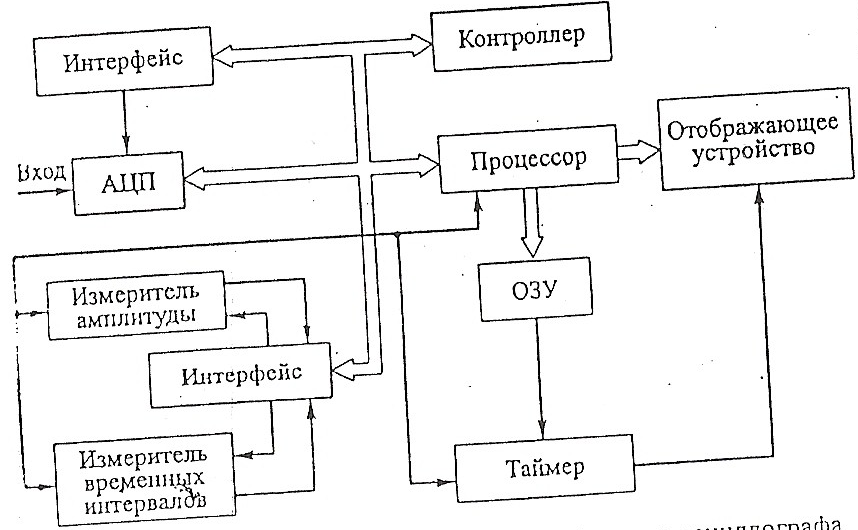 Интерфейс
Контроллер
Вход
АЦП
Процессор
Отображающее
устройство
Измеритель
амплитуды
ОЗУ
Интерфейс
Измеритель
временных
интервалов
Таймер